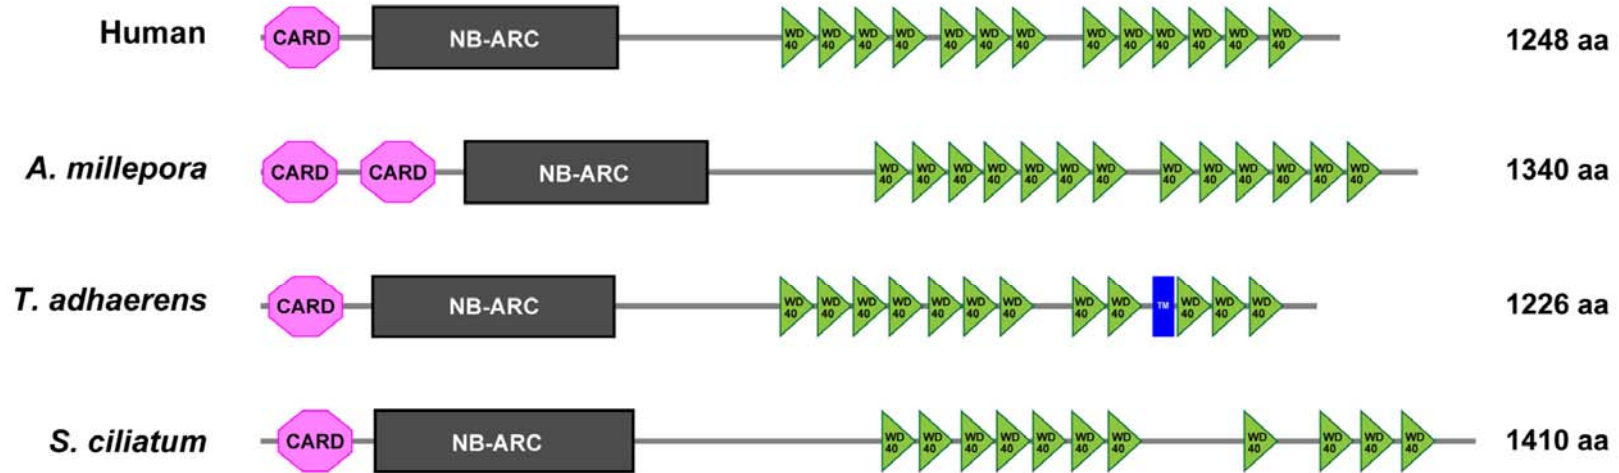 Human CARD NB-ARC WD 40 WD 40 WD 40 WD 40 WD 40 WD 40 WD 40 WD 40 WD 40 WD 40 WD 40 WD 40 WD 40 1248 aa
A. millepora CARD CARD NB-ARC WD 40 WD 40 WD 40 WD 40 WD 40 WD 40 WD 40 WD 40 WD 40 WD 40 WD 40 WD 40 WD 40 1340 aa
T. adhaerens CARD NB-ARC WD 40 WD 40 WD 40 WD 40 WD 40 WD 40 WD 40 WD 40 WD 40 TM WD 40 WD 40 WD 40 1226 aa
S. ciliatum CARD NB-ARC WD 40 WD 40 WD 40 WD 40 WD 40 WD 40 WD 40 WD 40 WD 40 WD 40 WD 40 1410 aa